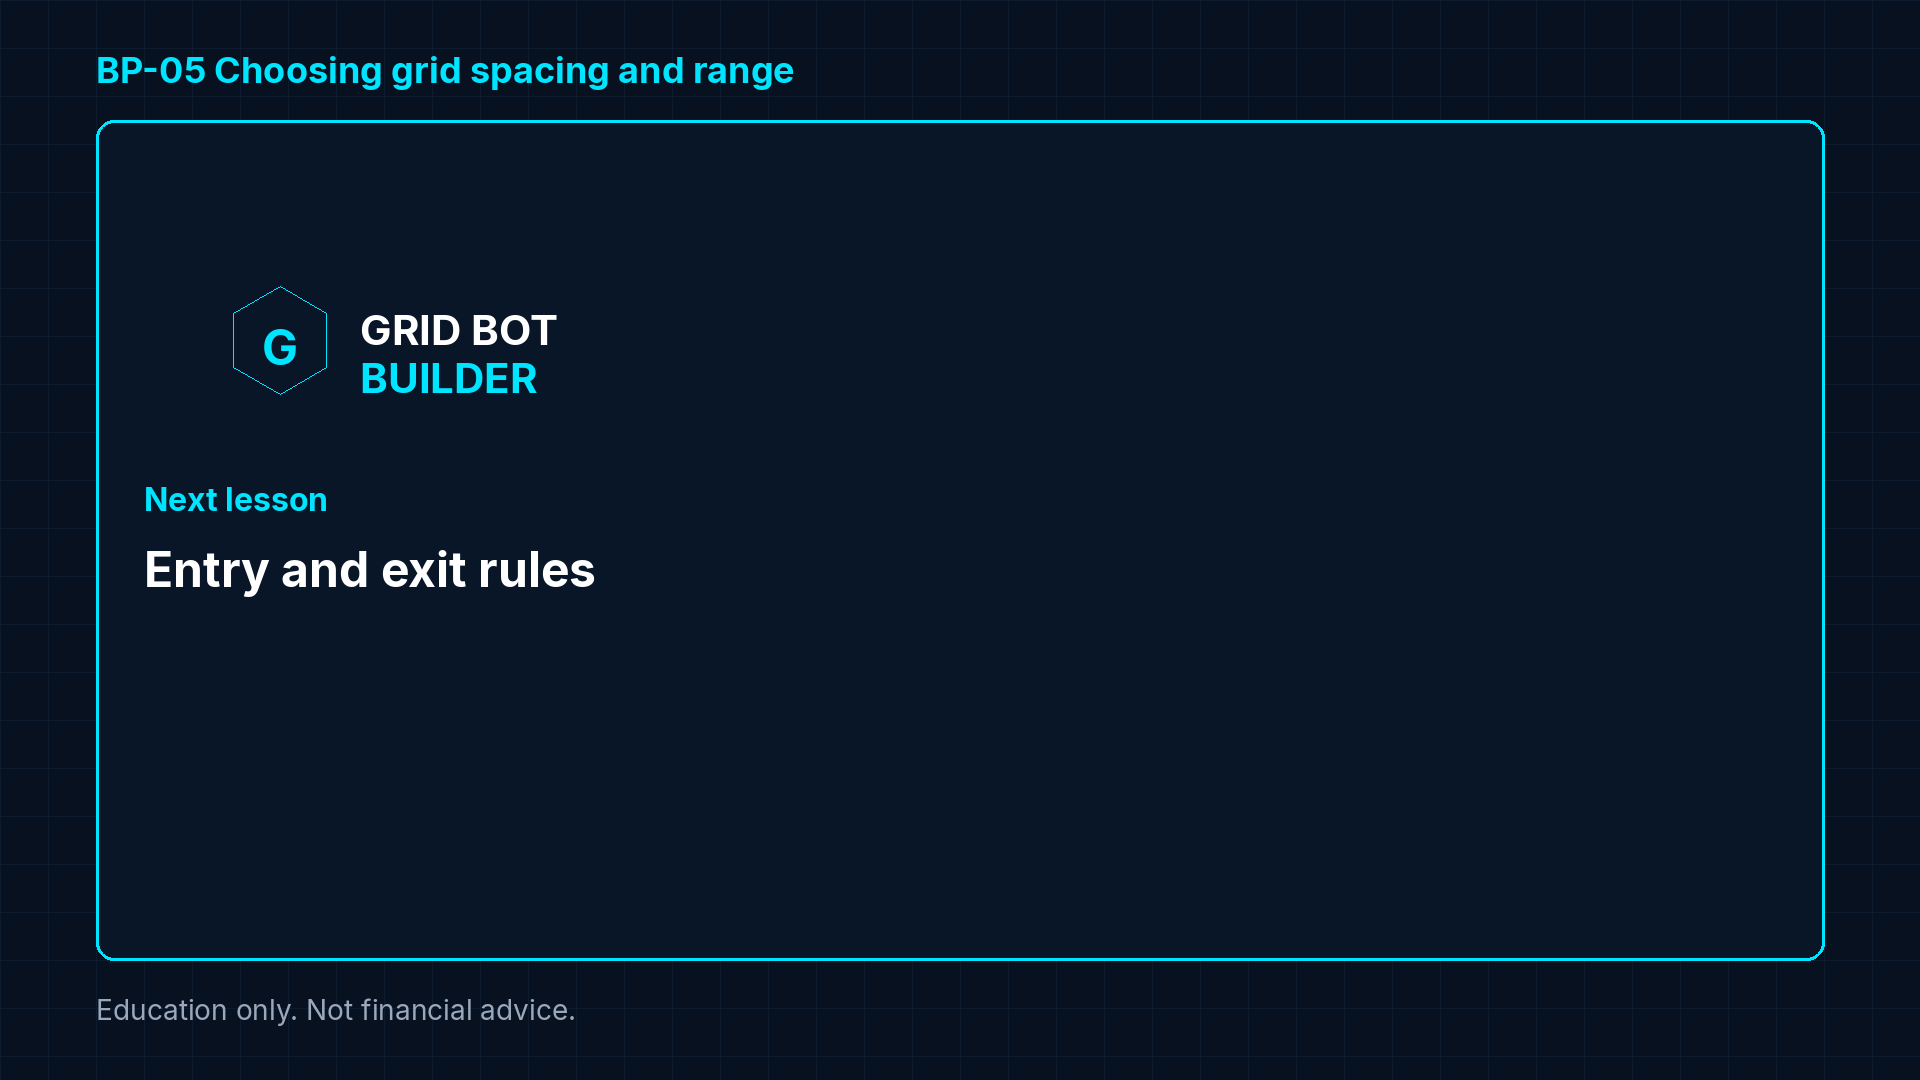 BP-05 Choosing grid spacing and range
G
GRID BOT
BUILDER
Next lesson
Entry and exit rules
Education only. Not financial advice.